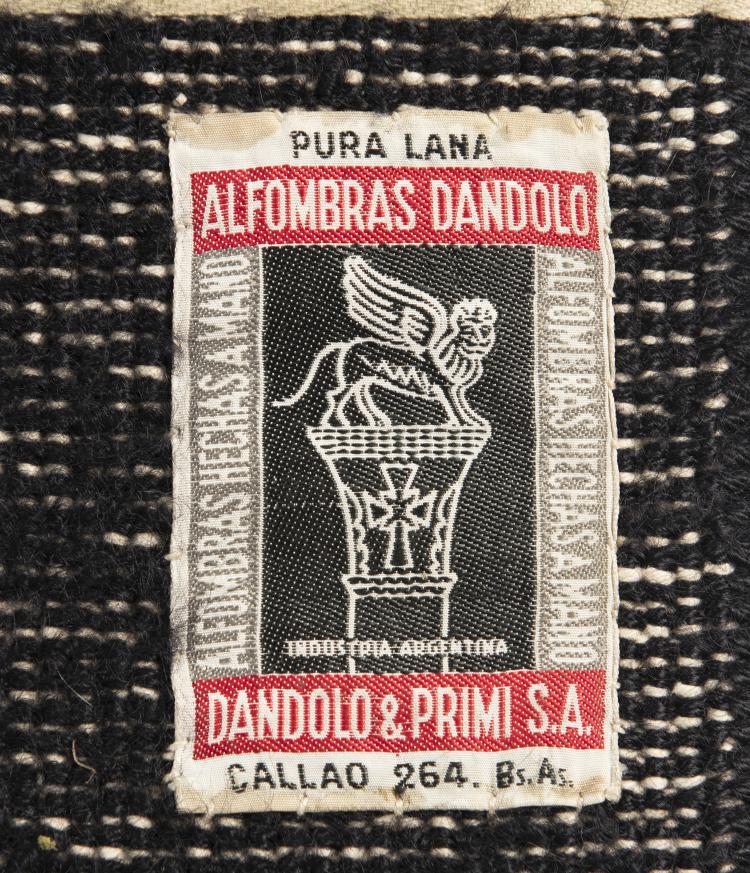 PURA LANA
ALFOMBRAS DANDOLO
ALFOMBRAS HECHAS A MANO
ALFOMBRAS HECHAS A MANO
INDUSTRIA ARGENTINA
DANDOLO & PRIMI S.A.
CALLAO 264. Bs. As.